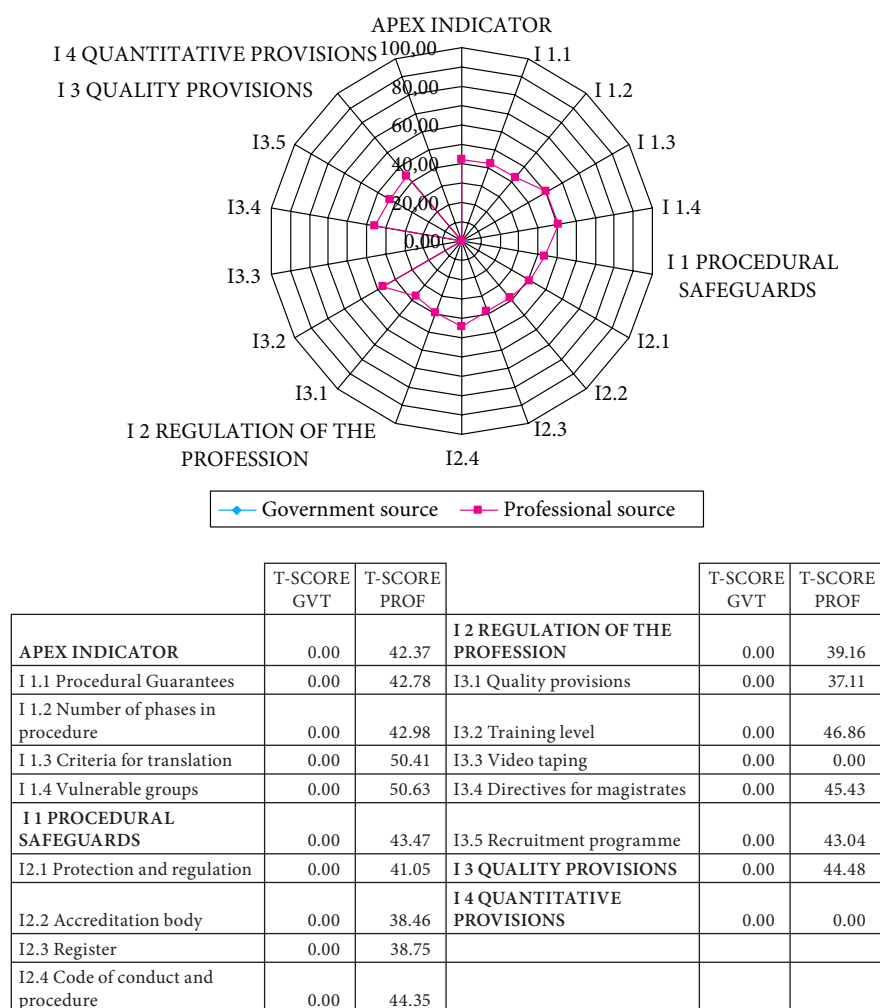 APEX INDICATOR
I 4 QUANTITATIVE PROVISIONS
100,00
I 1.1
I 3 QUALITY PROVISIONS
80,00
I 1.2
60,00
I3.5
I 1.3
40,00
I3.4
20,00
I 1.4
0,00
I3.3
I 1 PROCEDURAL
SAFEGUARDS
I3.2
I2.1
I3.1
I2.2
I 2 REGULATION OF THE
PROFESSION
I2.3
I2.4
Government source
Professional source
T-SCORE GVT
T-SCORE PROF
T-SCORE GVT
T-SCORE PROF
APEX INDICATOR 0.00 42.37 I 2 REGULATION OF THE PROFESSION 0.00 39.16
I 1.1 Procedural Guarantees 0.00 42.78 I3.1 Quality provisions 0.00 37.11
I 1.2 Number of phases in procedure 0.00 42.98 I3.2 Training level 0.00 46.86
I 1.3 Criteria for translation 0.00 50.41 I3.3 Video taping 0.00 0.00
I 1.4 Vulnerable groups 0.00 50.63 I3.4 Directives for magistrates 0.00 45.43
I 1 PROCEDURAL SAFEGUARDS 0.00 43.47 I3.5 Recruitment programme 0.00 43.04
I2.1 Protection and regulation 0.00 41.05 I 3 QUALITY PROVISIONS 0.00 44.48
I2.2 Accreditation body 0.00 38.46 I 4 QUANTITATIVE PROVISIONS 0.00 0.00
I2.3 Register 0.00 38.75
I2.4 Code of conduct and procedure 0.00 44.35